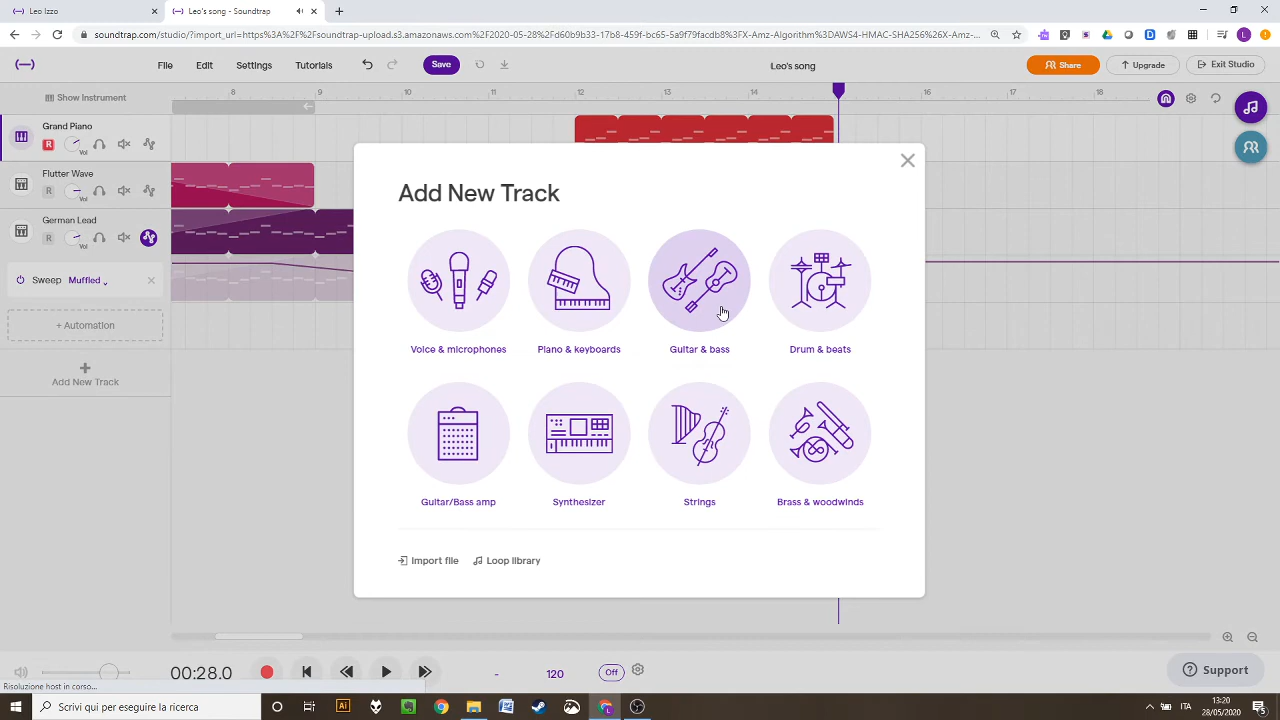 Leo Izzo
Leo's song - Soundtrap
soundtrap.com/studio/?import_url=https%3A%2F%2Fsoundtrap-upload.s3.amazonaws.com%2F2020-05-28%2Fd60b9b33-17b8-459f-bc65-5a9f79facdb8%3FX-Amz-Algorithm%3DAWS4-HMAC-SHA256%26X-Amz-...
File Edit Settings Tutorials Save Leo's song Share Upgrade Exit Studio
Show Instrument
8 9 10 11 12 13 14 16 17 18
Grand Piano
R Vol
Flutter Wave
R Vol
German Lead
R Vol
Sweep Muffled
+ Automation
Add New Track
Add New Track
Voice & microphones Piano & keyboards Guitar & bass Drum & beats
Guitar/Bass amp Synthesizer Strings Brass & woodwinds
Import file Loop library
00:28.0 - 120 Off Support
Risoluzione host in corso...
Scrivi qui per eseguire la ricerca
ITA
13:20
28/05/2020